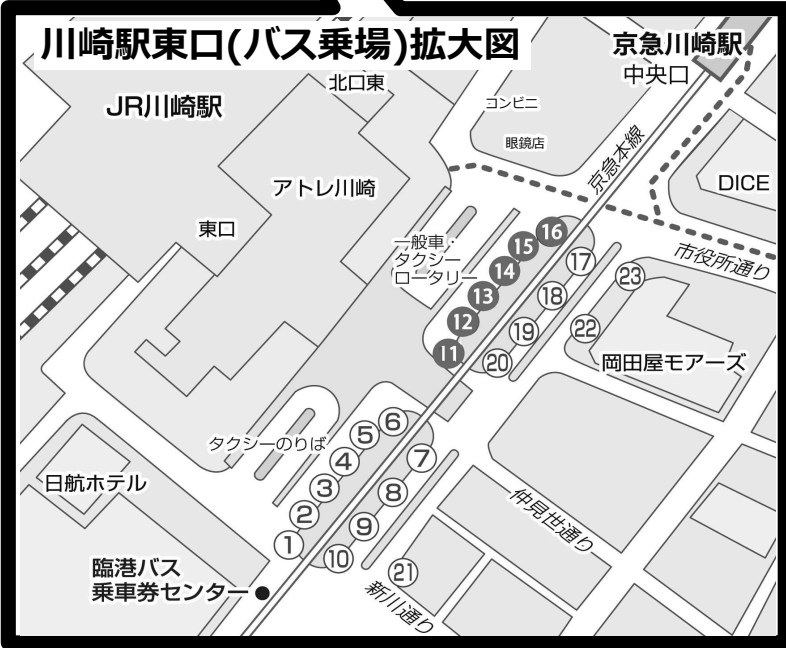 川崎駅東口(バス乗場)拡大図
京急川崎駅
中央口
北口東
JR川崎駅
コンビニ
眼鏡店
京急本線
アトレ川崎
DICE
東口
一般車・
タクシー
ロータリー
市役所通り
16
15
14
13
12
11
17
18
19
20
23
22
岡田屋モアーズ
タクシーのりば
6
5
4
3
2
1
7
8
9
10
日航ホテル
仲見世通り
臨港バス
乗車券センター
21
新川通り